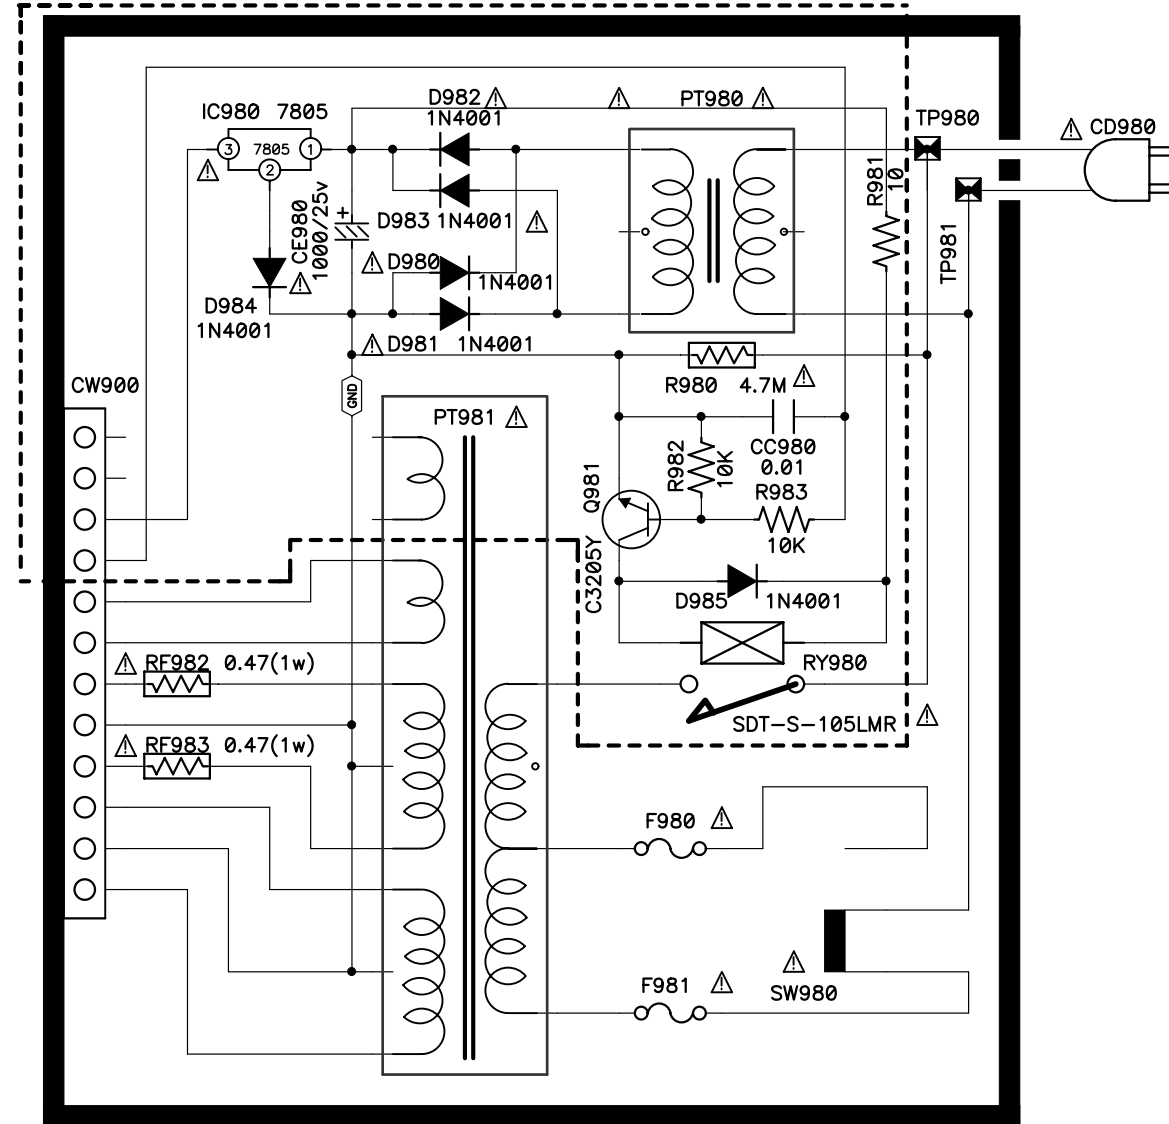 D982
1N4001
PT980
IC980 7805
TP980
CD980
3
7805
1
2
R981
10
CE980
1000/25v
+
D983 1N4001
D980
1N4001
TP981
D984
1N4001
D981 1N4001
R980 4.7M
CW900
GND
PT981
R982
10K
CC980
0.01
Q981
R983
10K
C3205Y
D985 1N4001
RF982 0.47(1w)
RY980
SDT-S-105LMR
RF983 0.47(1w)
F980
F981
SW980